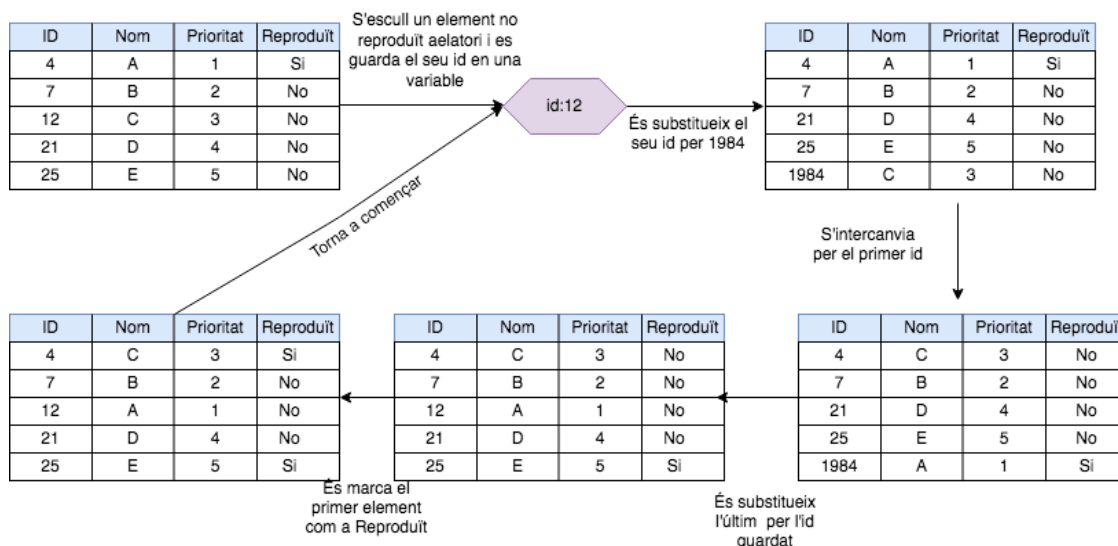 ID Nom Prioritat Reproduït
4 A 1 Si
7 B 2 No
12 C 3 No
21 D 4 No
25 E 5 No
S'escull un element no
reproduït aelatori i es
guarda el seu id en una
variable
id:12
És substitueix el
seu id per 1984
ID Nom Prioritat Reproduït
4 A 1 Si
7 B 2 No
21 D 4 No
25 E 5 No
1984 C 3 No
S'intercanvia
per el primer id
Torna a començar
ID Nom Prioritat Reproduït
4 C 3 Si
7 B 2 No
12 A 1 No
21 D 4 No
25 E 5 Si
És marca el
primer element
com a Reproduït
ID Nom Prioritat Reproduït
4 C 3 No
7 B 2 No
12 A 1 No
21 D 4 No
25 E 5 Si
És substitueix
l'últim per l'id
guardat
ID Nom Prioritat Reproduït
4 C 3 No
7 B 2 No
21 D 4 No
25 E 5 No
1984 A 1 Si